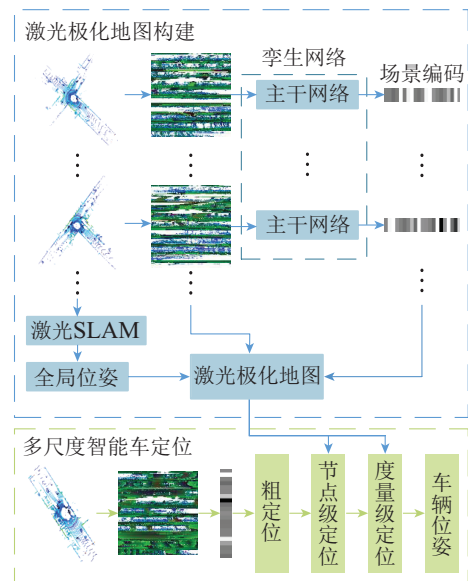 激光极化地图构建
孪生网络
场景编码
主干网络
主干网络
激光SLAM
全局位姿
激光极化地图
多尺度智能车定位
粗定位
节点级定位
度量级定位
车辆位姿